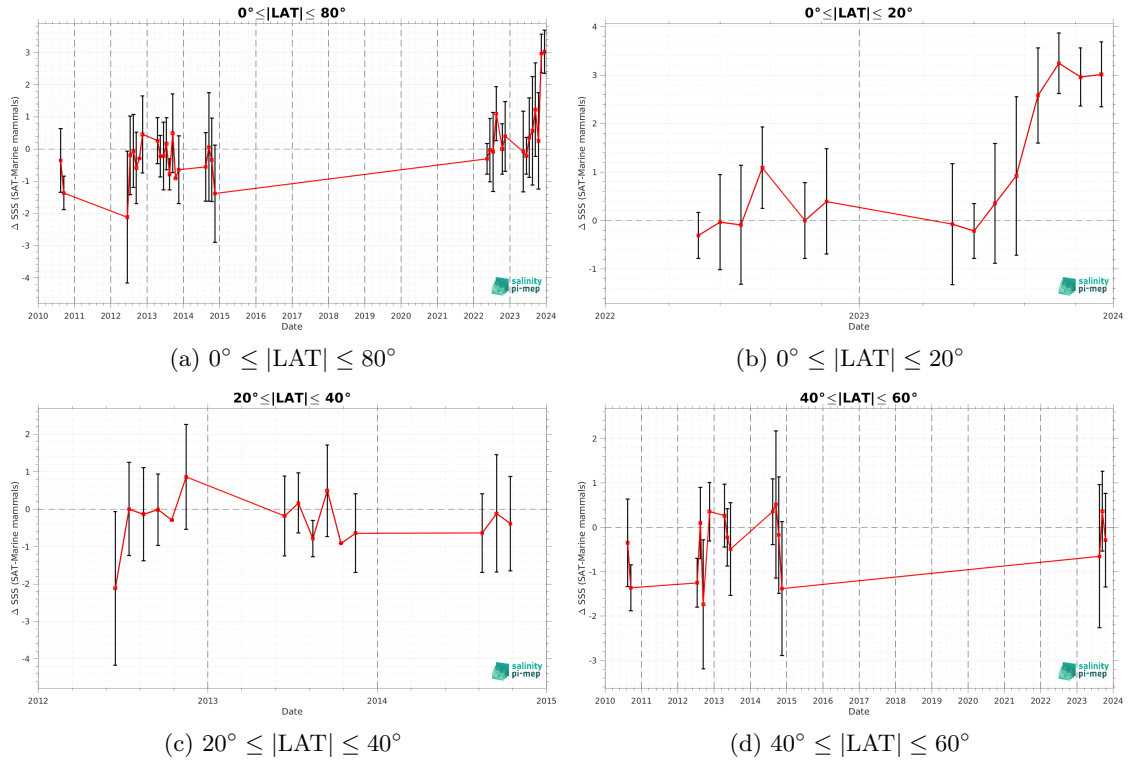 0°≤|LAT|≤ 80°
Δ SSS (SAT-Marine mammals)
3
2
1
0
-1
-2
-3
-4
2010 2011 2012 2013 2014 2015 2016 2017 2018 2019 2020 2021 2022 2023 2024
Date
salinity
pi-mep
(a) 0° ≤ |LAT| ≤ 80°
0°≤|LAT|≤ 20°
Δ SSS (SAT-Marine mammals)
4
3
2
1
0
-1
2022 2023 2024
Date
salinity
pi-mep
(b) 0° ≤ |LAT| ≤ 20°
20°≤|LAT|≤ 40°
Δ SSS (SAT-Marine mammals)
2
1
0
-1
-2
-3
-4
2012 2013 2014 2015
Date
salinity
pi-mep
(c) 20° ≤ |LAT| ≤ 40°
40°≤|LAT|≤ 60°
Δ SSS (SAT-Marine mammals)
2
1
0
-1
-2
-3
2010 2011 2012 2013 2014 2015 2016 2017 2018 2019 2020 2021 2022 2023 2024
Date
salinity
pi-mep
(d) 40° ≤ |LAT| ≤ 60°